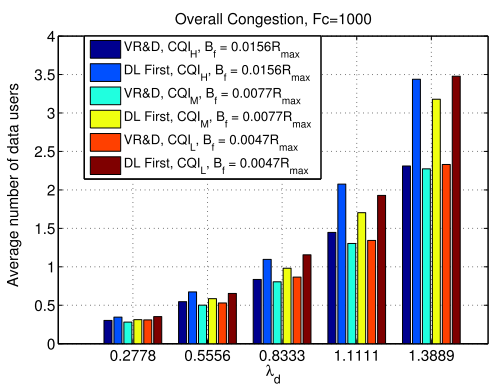 Overall Congestion, Fc=1000
Average number of data users
4
3.5
3
2.5
2
1.5
1
0.5
0
VR&D, CQI_H, B_f = 0.0156R_max
DL First, CQI_H, B_f = 0.0156R_max
VR&D, CQI_M, B_f = 0.0077R_max
DL First, CQI_M, B_f = 0.0077R_max
VR&D, CQI_L, B_f = 0.0047R_max
DL First, CQI_L, B_f = 0.0047R_max
0.2778 0.5556 0.8333 1.1111 1.3889
λ_d